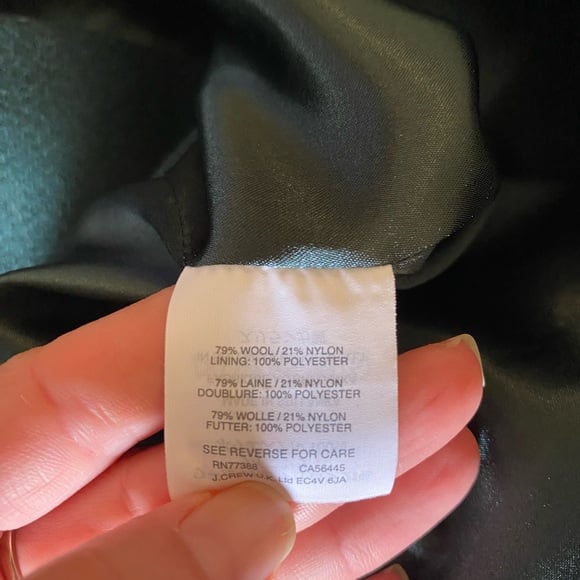 79% WOOL / 21% NYLON
LINING: 100% POLYESTER
79% LAINE / 21% NYLON
DOUBLURE: 100% POLYESTER
79% WOLLE / 21% NYLON
FUTTER: 100% POLYESTER
SEE REVERSE FOR CARE
RN77388 CA56445
J.CREW U.K. Ltd EC4V 6JA